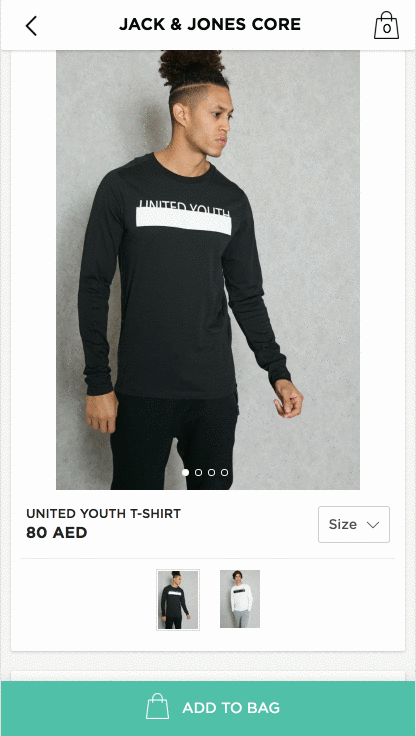 JACK & JONES CORE
0
UNITED YOUTH
UNITED YOUTH T-SHIRT
80 AED
Size
ADD TO BAG